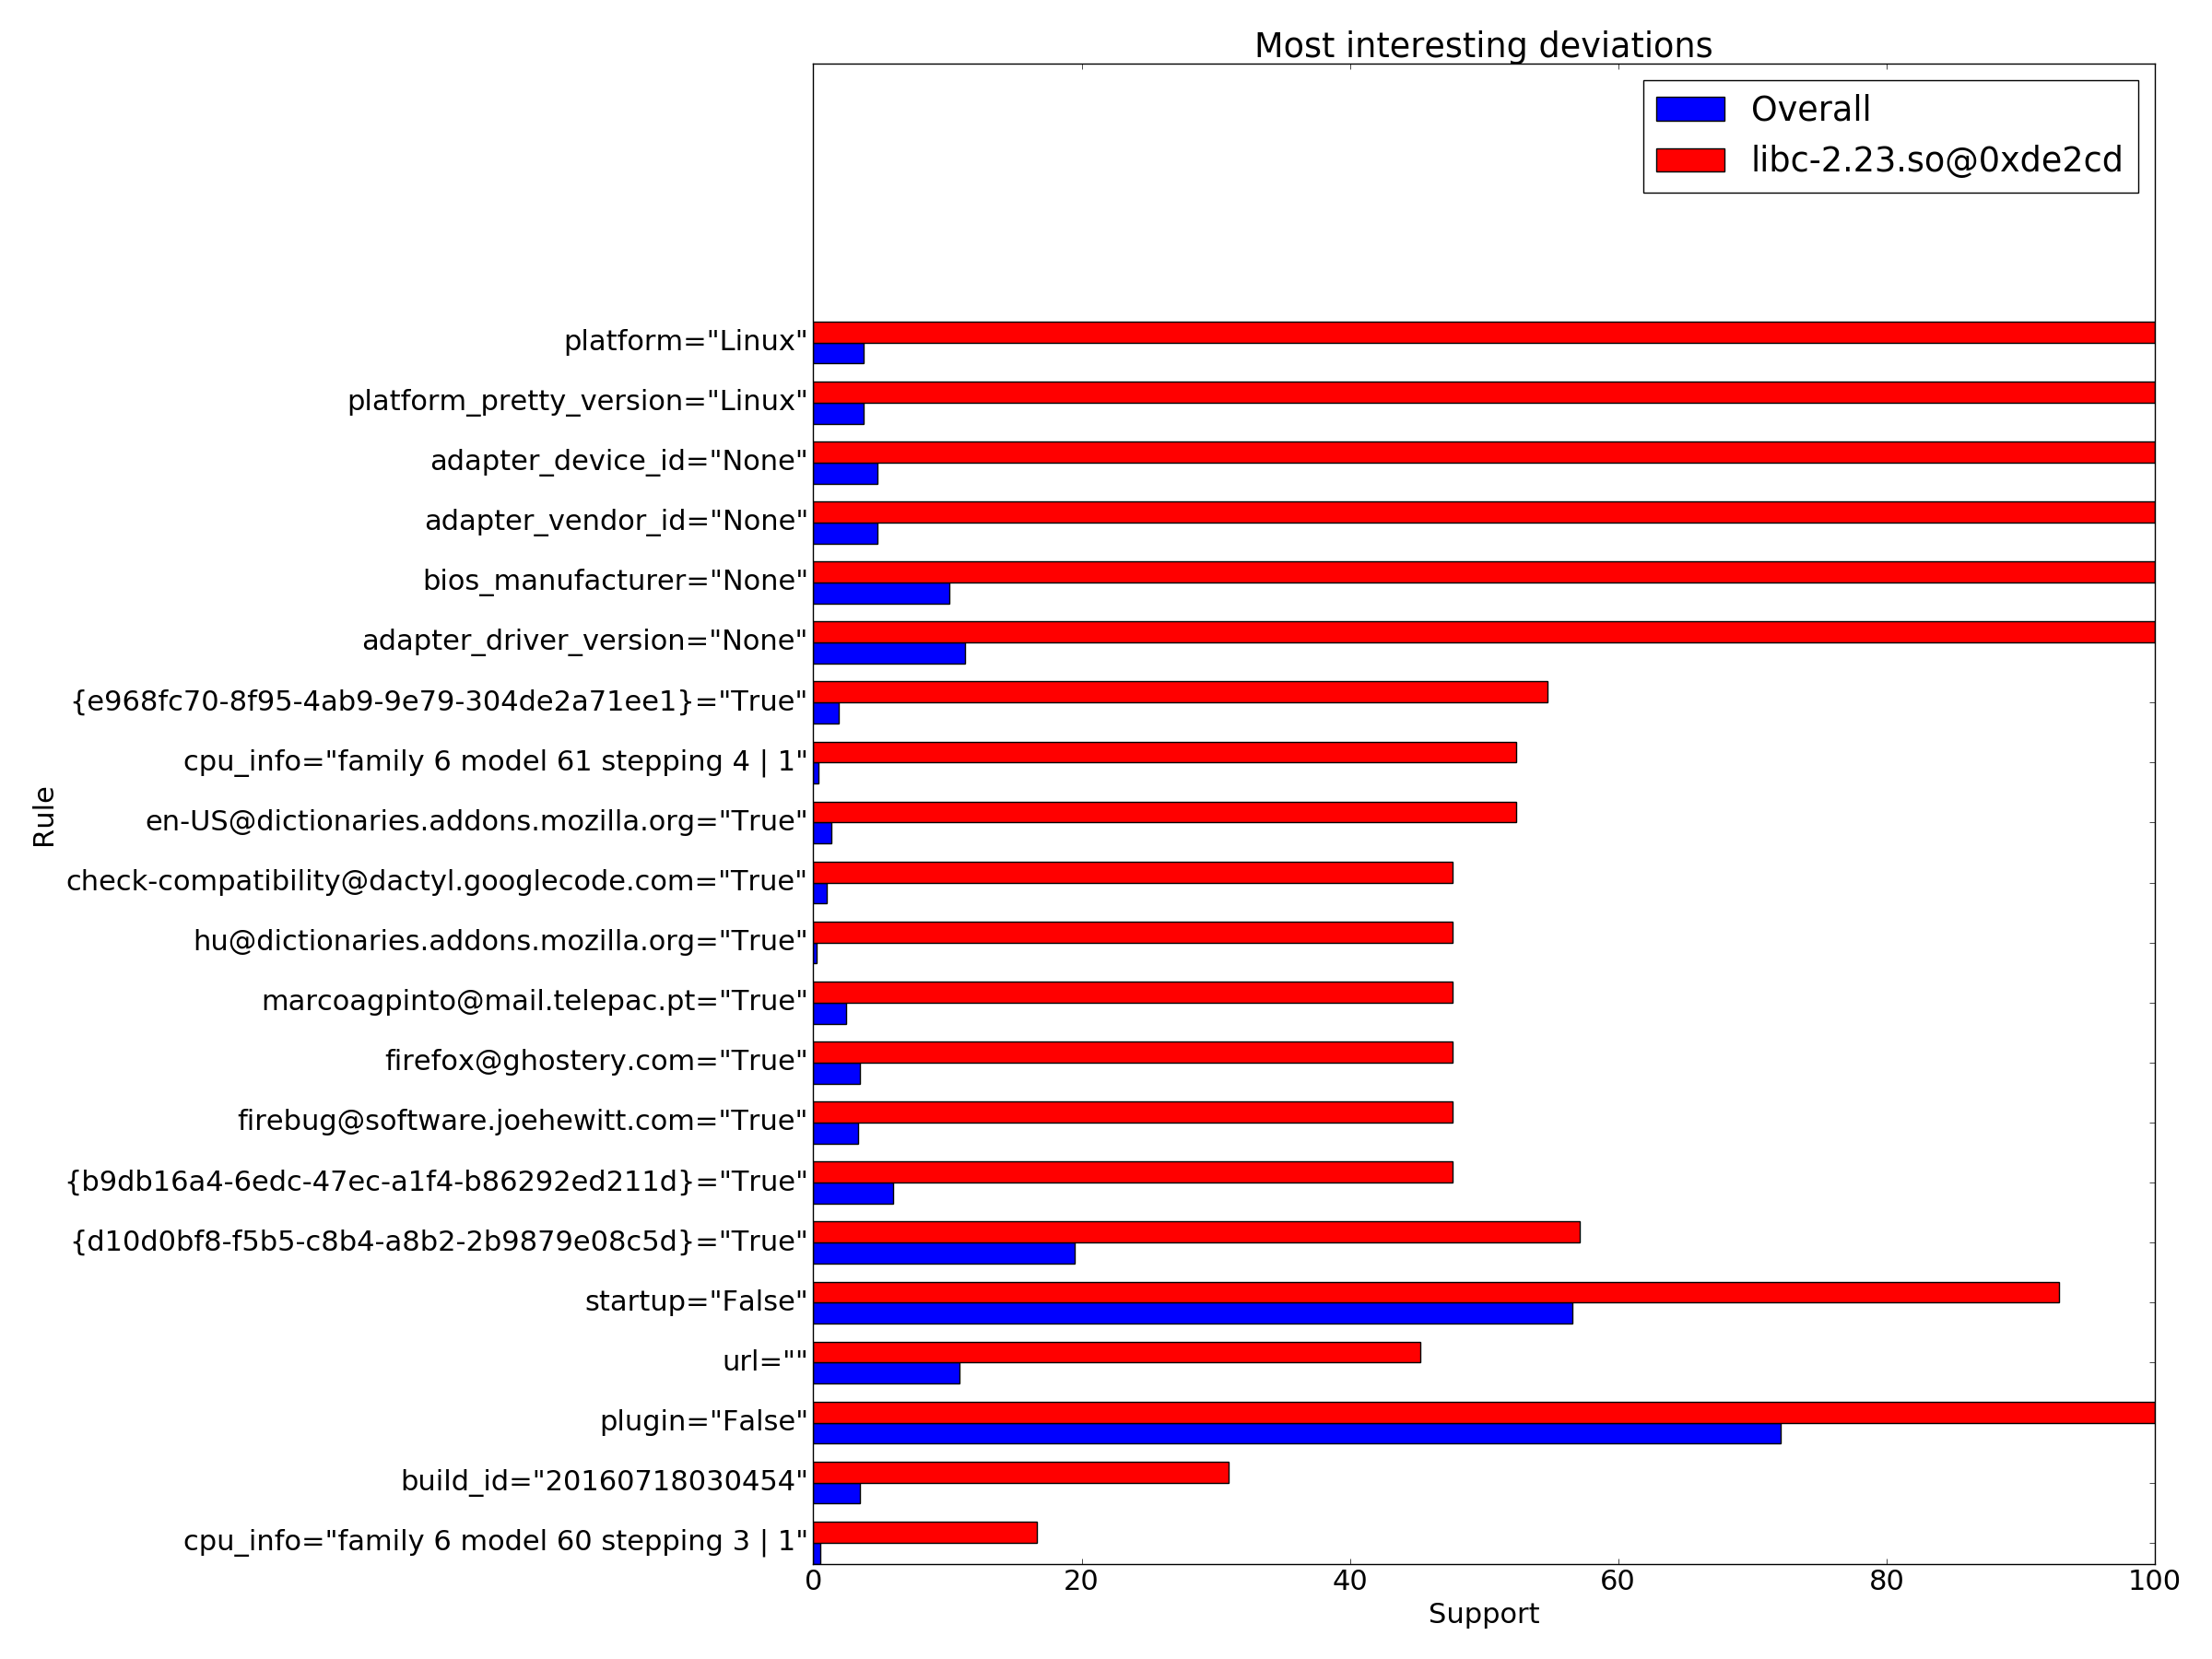 Most interesting deviations
Overall
libc-2.23.so@0xde2cd
platform="Linux"
platform_pretty_version="Linux"
adapter_device_id="None"
adapter_vendor_id="None"
bios_manufacturer="None"
adapter_driver_version="None"
{e968fc70-8f95-4ab9-9e79-304de2a71ee1}="True"
cpu_info="family 6 model 61 stepping 4 | 1"
en-US@dictionaries.addons.mozilla.org="True"
check-compatibility@dactyl.googlecode.com="True"
hu@dictionaries.addons.mozilla.org="True"
marcoagpinto@mail.telepac.pt="True"
firefox@ghostery.com="True"
firebug@software.joehewitt.com="True"
{b9db16a4-6edc-47ec-a1f4-b86292ed211d}="True"
{d10d0bf8-f5b5-c8b4-a8b2-2b9879e08c5d}="True"
startup="False"
url=""
plugin="False"
build_id="20160718030454"
cpu_info="family 6 model 60 stepping 3 | 1"
Rule
0 20 40 60 80 100
Support